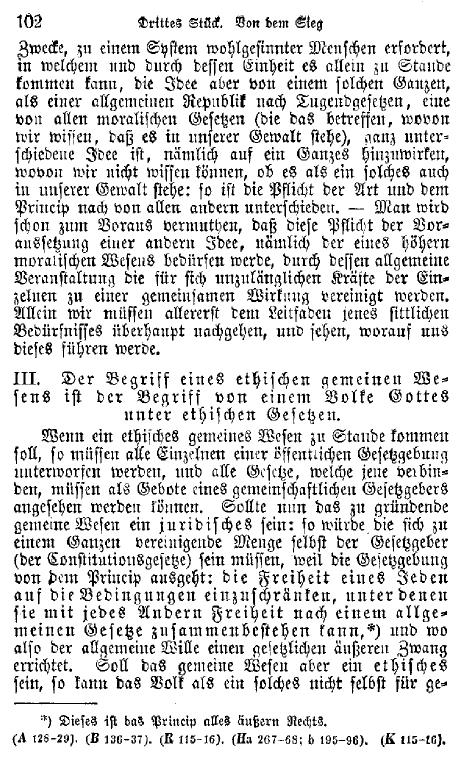 102 Drittes Stück. Von dem Sieg
Zwecke, zu einem System wohlgesinnter Menschen erfordert,
in welchem und durch dessen Einheit es allein zu Stande
kommen kann, die Idee aber von einem solchen Ganzen,
als einer allgemeinen Republik nach Tugendgesetzen, eine
von allen moralischen Gesetzen (die das betreffen, wovon
wir wissen, daß es in unserer Gewalt stehe), ganz unter-
schiedene Idee ist, nämlich auf ein Ganzes hinzuwirken,
wovon wir nicht wissen können, ob es als ein solches auch
in unserer Gewalt stehe: so ist die Pflicht der Art und dem
Princip nach von allen andern unterschieden. — Man wird
schon zum Voraus vermuthen, daß diese Pflicht der Vor-
aussetzung einer andern Idee, nämlich der eines höhern
moralischen Wesens bedürfen werde, durch dessen allgemeine
Veranstaltung die für sich unzulänglichen Kräfte der Ein-
zelnen zu einer gemeinsamen Wirkung vereinigt werden.
Allein wir müssen allererst dem Leitfaden jenes sittlichen
Bedürfnisses überhaupt nachgehen, und sehen, worauf uns
dieses führen werde.
III. Der Begriff eines ethischen gemeinen We-
sens ist der Begriff von einem Volke Gottes
unter ethischen Gesetzen.
Wenn ein ethisches gemeines Wesen zu Stande kommen
soll, so müssen alle Einzelnen einer öffentlichen Gesetzgebung
unterworfen werden, und alle Gesetze, welche jene verbin-
den, müssen als Gebote eines gemeinschaftlichen Gesetzgebers
angesehen werden können. Sollte nun das zu gründende
gemeine Wesen ein juridisches sein: so würde die sich zu
einem Ganzen vereinigende Menge selbst der Gesetzgeber
(der Constitutionsgesetze) sein müssen, weil die Gesetzgebung
von dem Princip ausgeht: die Freiheit eines Jeden
auf die Bedingungen einzuschränken, unter denen
sie mit jedes Andern Freiheit nach einem allge-
meinen Gesetze zusammenbestehen kann,*) und wo
also der allgemeine Wille einen gesetzlichen äußeren Zwang
errichtet. Soll das gemeine Wesen aber ein ethisches
sein, so kann das Volk als ein solches nicht selbst für ge-
*) Dieses ist das Princip alles äußern Rechts.
(A 128-29). (B 136-37). (R 115-16). (Ha 267-68; b 195-96). (K 115-16).